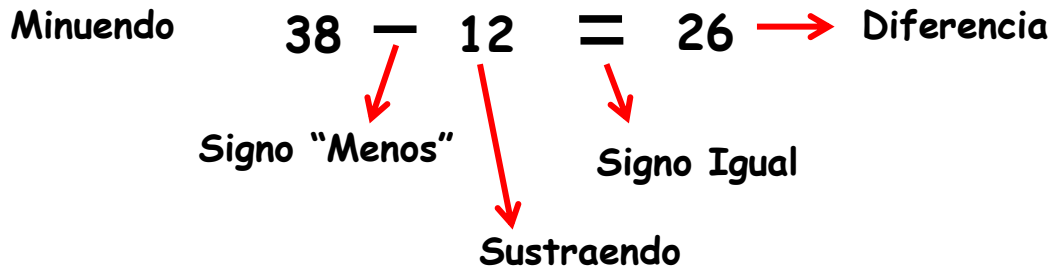 Minuendo 38 – 12 = 26 Diferencia
Signo “Menos”
Signo Igual
Sustraendo